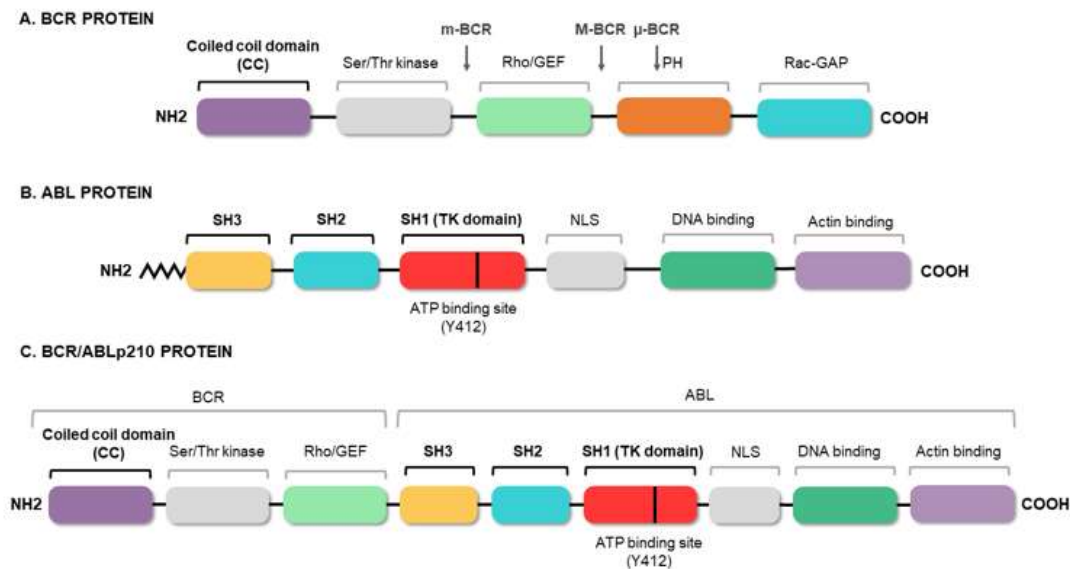 A. BCR PROTEIN
m-BCR
M-BCR µ-BCR
Coiled coil domain
(CC)
Ser/Thr kinase
Rho/GEF
PH
Rac-GAP
NH2
COOH
B. ABL PROTEIN
SH3
SH2
SH1 (TK domain)
NLS
DNA binding
Actin binding
NH2
COOH
ATP binding site
(Y412)
C. BCR/ABLp210 PROTEIN
BCR
ABL
Coiled coil domain
(CC)
Ser/Thr kinase
Rho/GEF
SH3
SH2
SH1 (TK domain)
NLS
DNA binding
Actin binding
NH2
COOH
ATP binding site
(Y412)